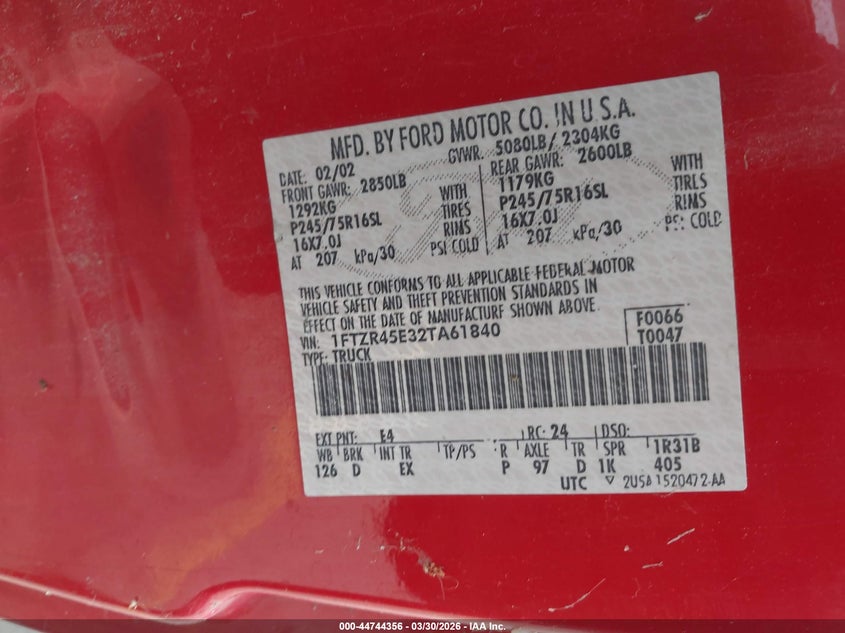 MFD. BY FORD MOTOR CO. IN U.S.A.
DATE: 02/02 GVWR: 5080LB/ 2304KG
FRONT GAWR: 2850LB REAR GAWR: 2600LB
1292KG WITH 1179KG WITH
P245/75R16SL TIRES P245/75R16SL TIRES
16X7.0J RIMS 16X7.0J RIMS
AT 207 kPa/30 PSI COLD AT 207 kPa/30 PSI COLD
THIS VEHICLE CONFORMS TO ALL APPLICABLE FEDERAL MOTOR
VEHICLE SAFETY AND THEFT PREVENTION STANDARDS IN
EFFECT ON THE DATE OF MANUFACTURE SHOWN ABOVE.
VIN: 1FTZR45E32TA61840 F0066
TYPE: TRUCK T0047
EXT PNT: E4 RC: 24 DSO:
WB BRK INT TR TP/PS R AXLE TR SPR 1R31B
126 D EX P 97 D 1K 405
UTC ▽ 2U5A 1520472-AA
000-44744356 | 03/30/2026 - IAA Inc.